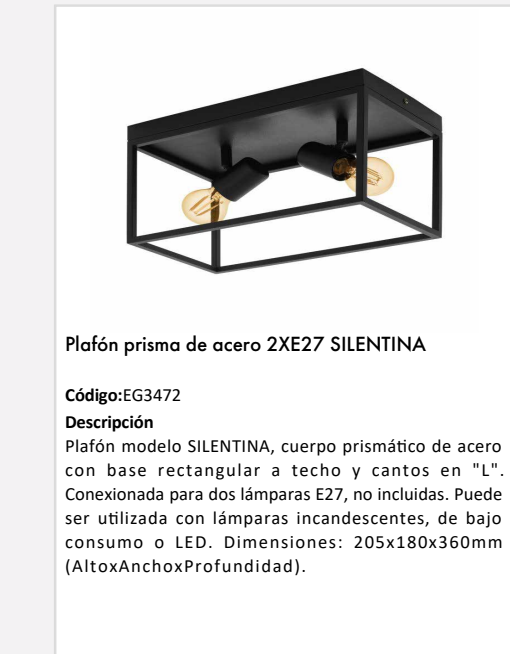 Plafón prisma de acero 2XE27 SILENTINA
Código:EG3472
Descripción
Plafón modelo SILENTINA, cuerpo prismático de acero
con base rectangular a techo y cantos en "L".
Conexionada para dos lámparas E27, no incluidas. Puede
ser utilizada con lámparas incandescentes, de bajo
consumo o LED. Dimensiones: 205x180x360mm
(AltoxAnchoxProfundidad).